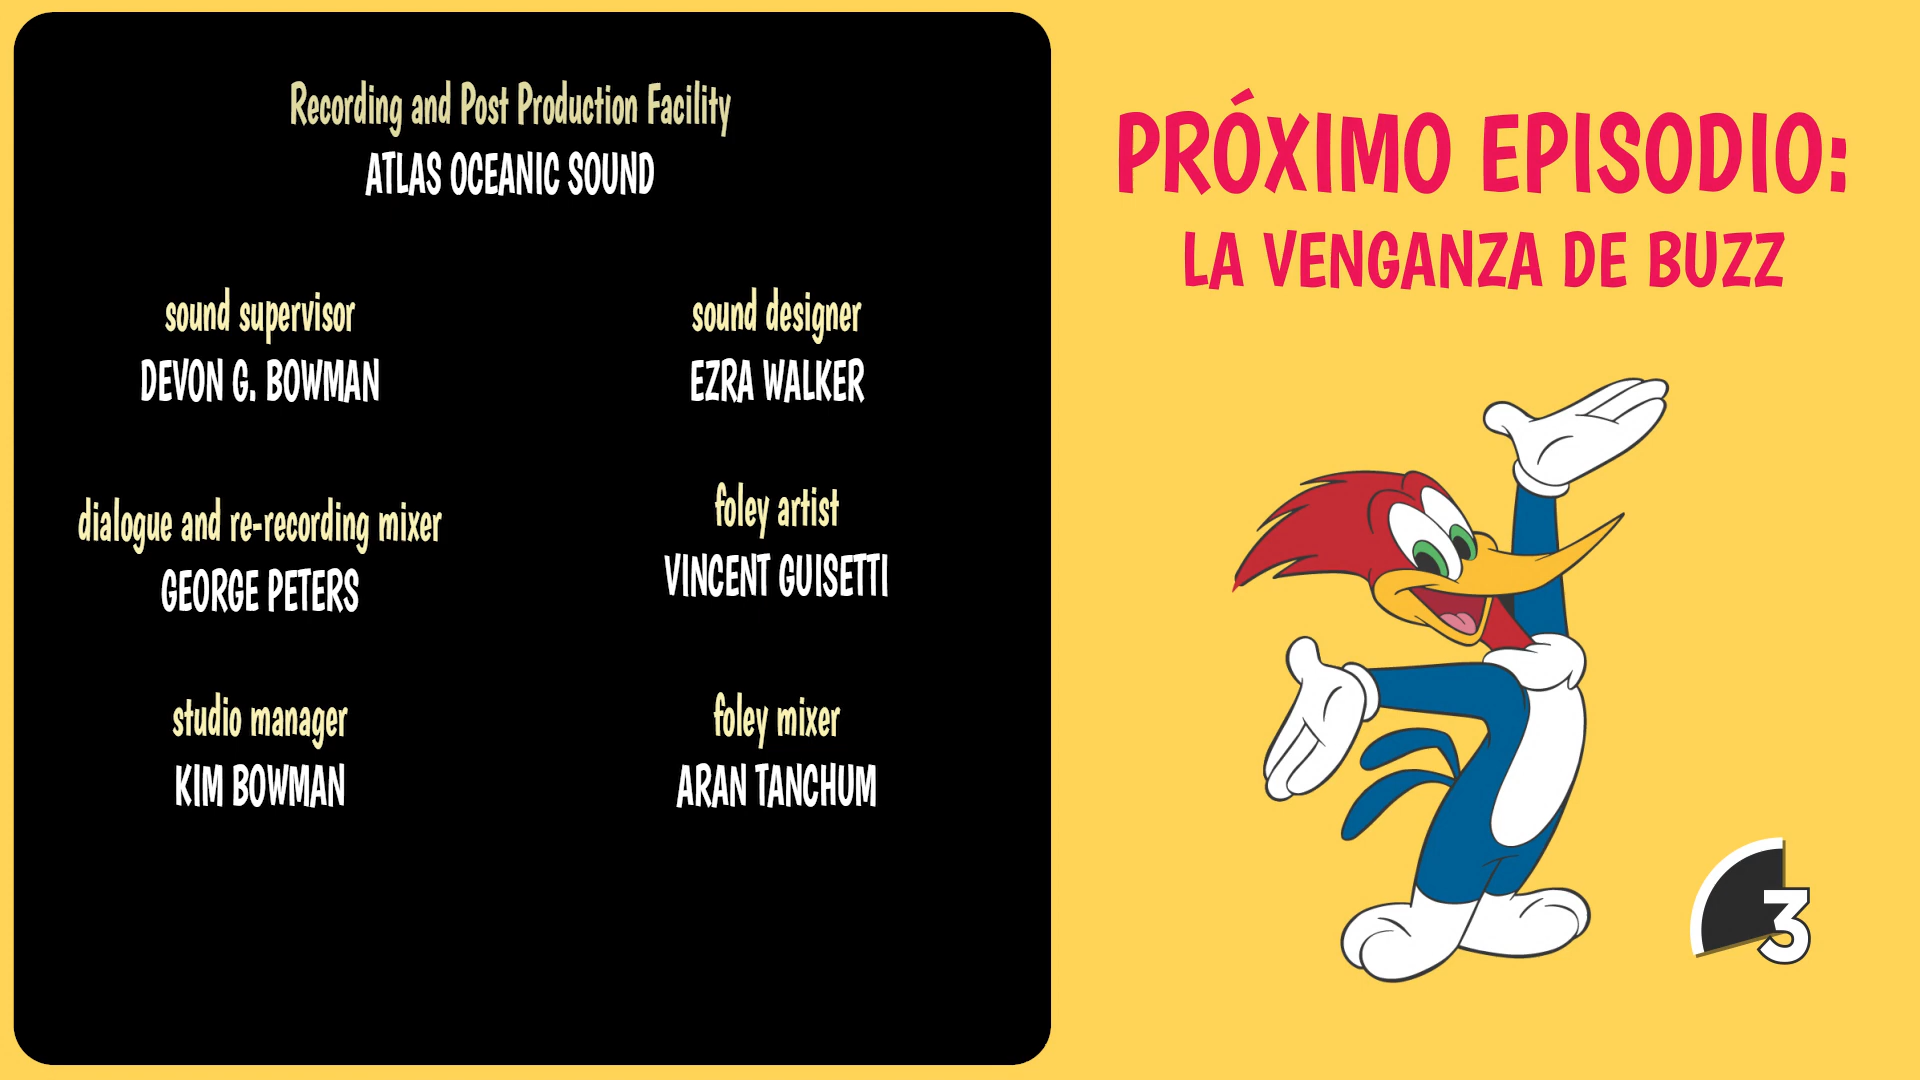 Recording and Post Production Facility
ATLAS OCEANIC SOUND
sound supervisor
DEVON G. BOWMAN
sound designer
EZRA WALKER
dialogue and re-recording mixer
GEORGE PETERS
foley artist
VINCENT GUISETTI
studio manager
KIM BOWMAN
foley mixer
ARAN TANCHUM
PRÓXIMO EPISODIO:
LA VENGANZA DE BUZZ
3